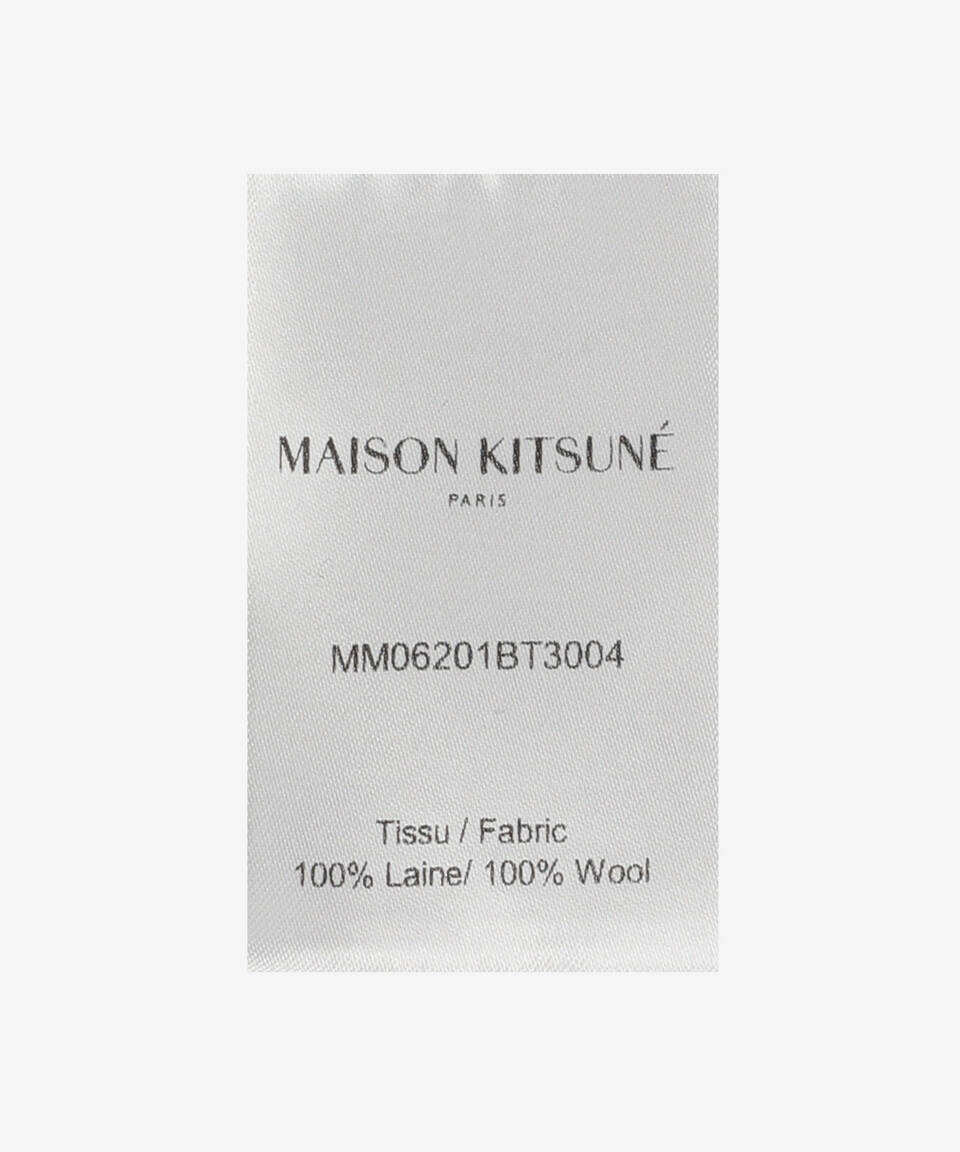 MAISON KITSUNÉ
PARIS
MM06201BT3004
Tissu / Fabric
100% Laine/ 100% Wool